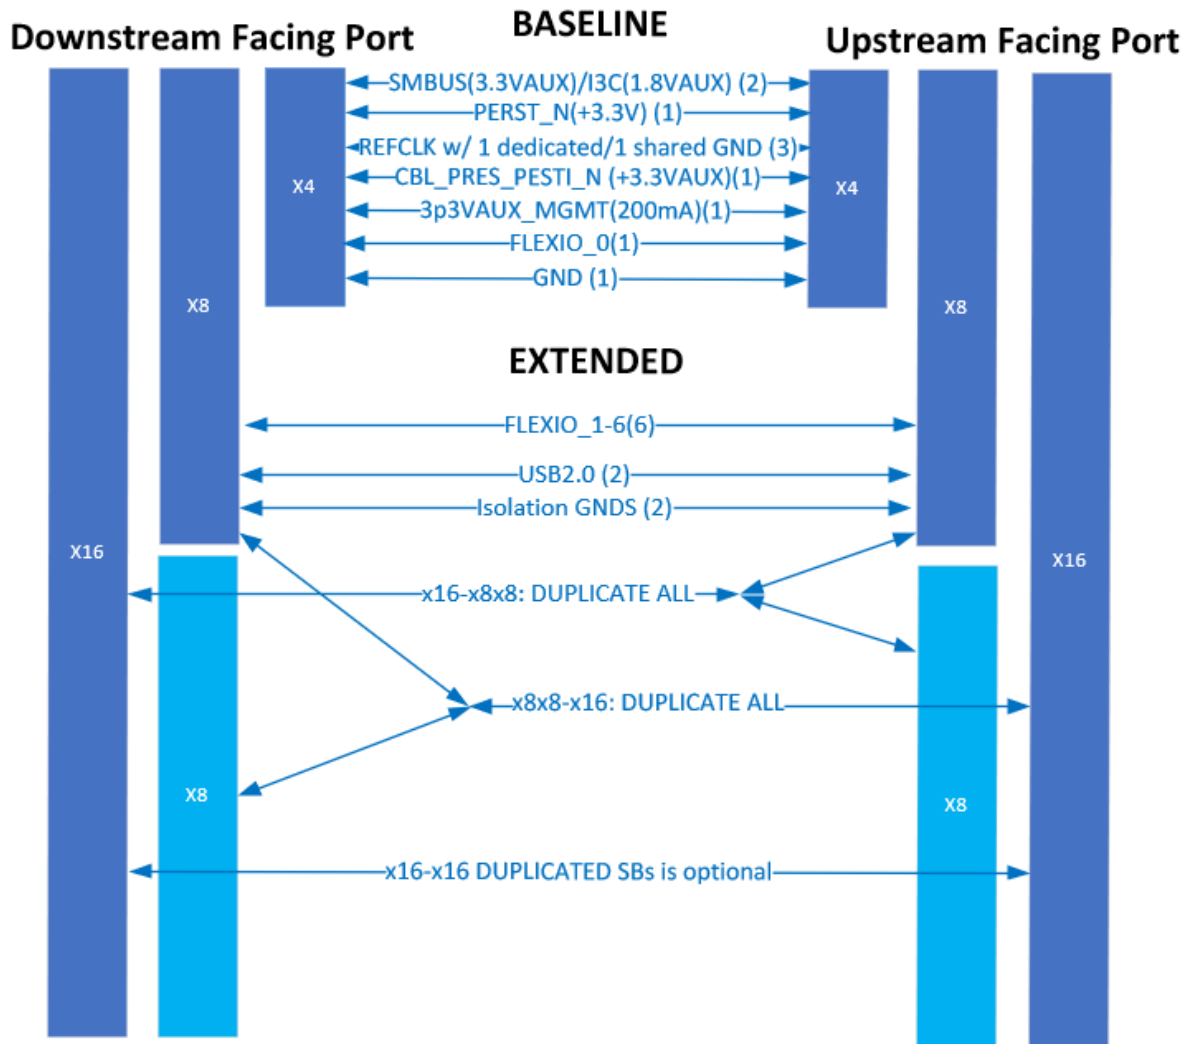 BASELINE
Downstream Facing Port
Upstream Facing Port
SMBUS(3.3VAUX)/I3C(1.8VAUX) (2)
PERST_N(+3.3V) (1)
REFCLK w/ 1 dedicated/1 shared GND (3)
CBL_PRES_PESTI_N (+3.3VAUX)(1)
X4
X4
3p3VAUX_MGMT(200mA)(1)
FLEXIO_0(1)
GND (1)
X8
X8
EXTENDED
FLEXIO_1-6(6)
USB2.0 (2)
Isolation GNDS (2)
X16
X16
x16-x8x8: DUPLICATE ALL
x8x8-x16: DUPLICATE ALL
X8
X8
x16-x16 DUPLICATED SBs is optional